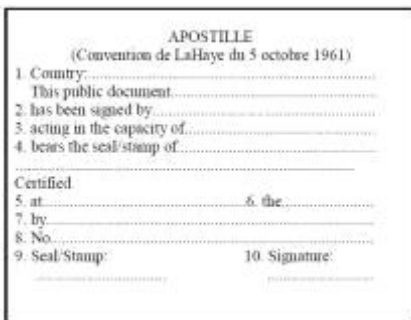 APOSTILLE
(Convention de LaHaye du 5 octobre 1961)
1. Country:
This public document
2. has been signed by
3. acting in the capacity of
4. bears the seal/stamp of
Certified
5. at 6. the
7. by
8. No
9. Seal/Stamp: 10. Signature: